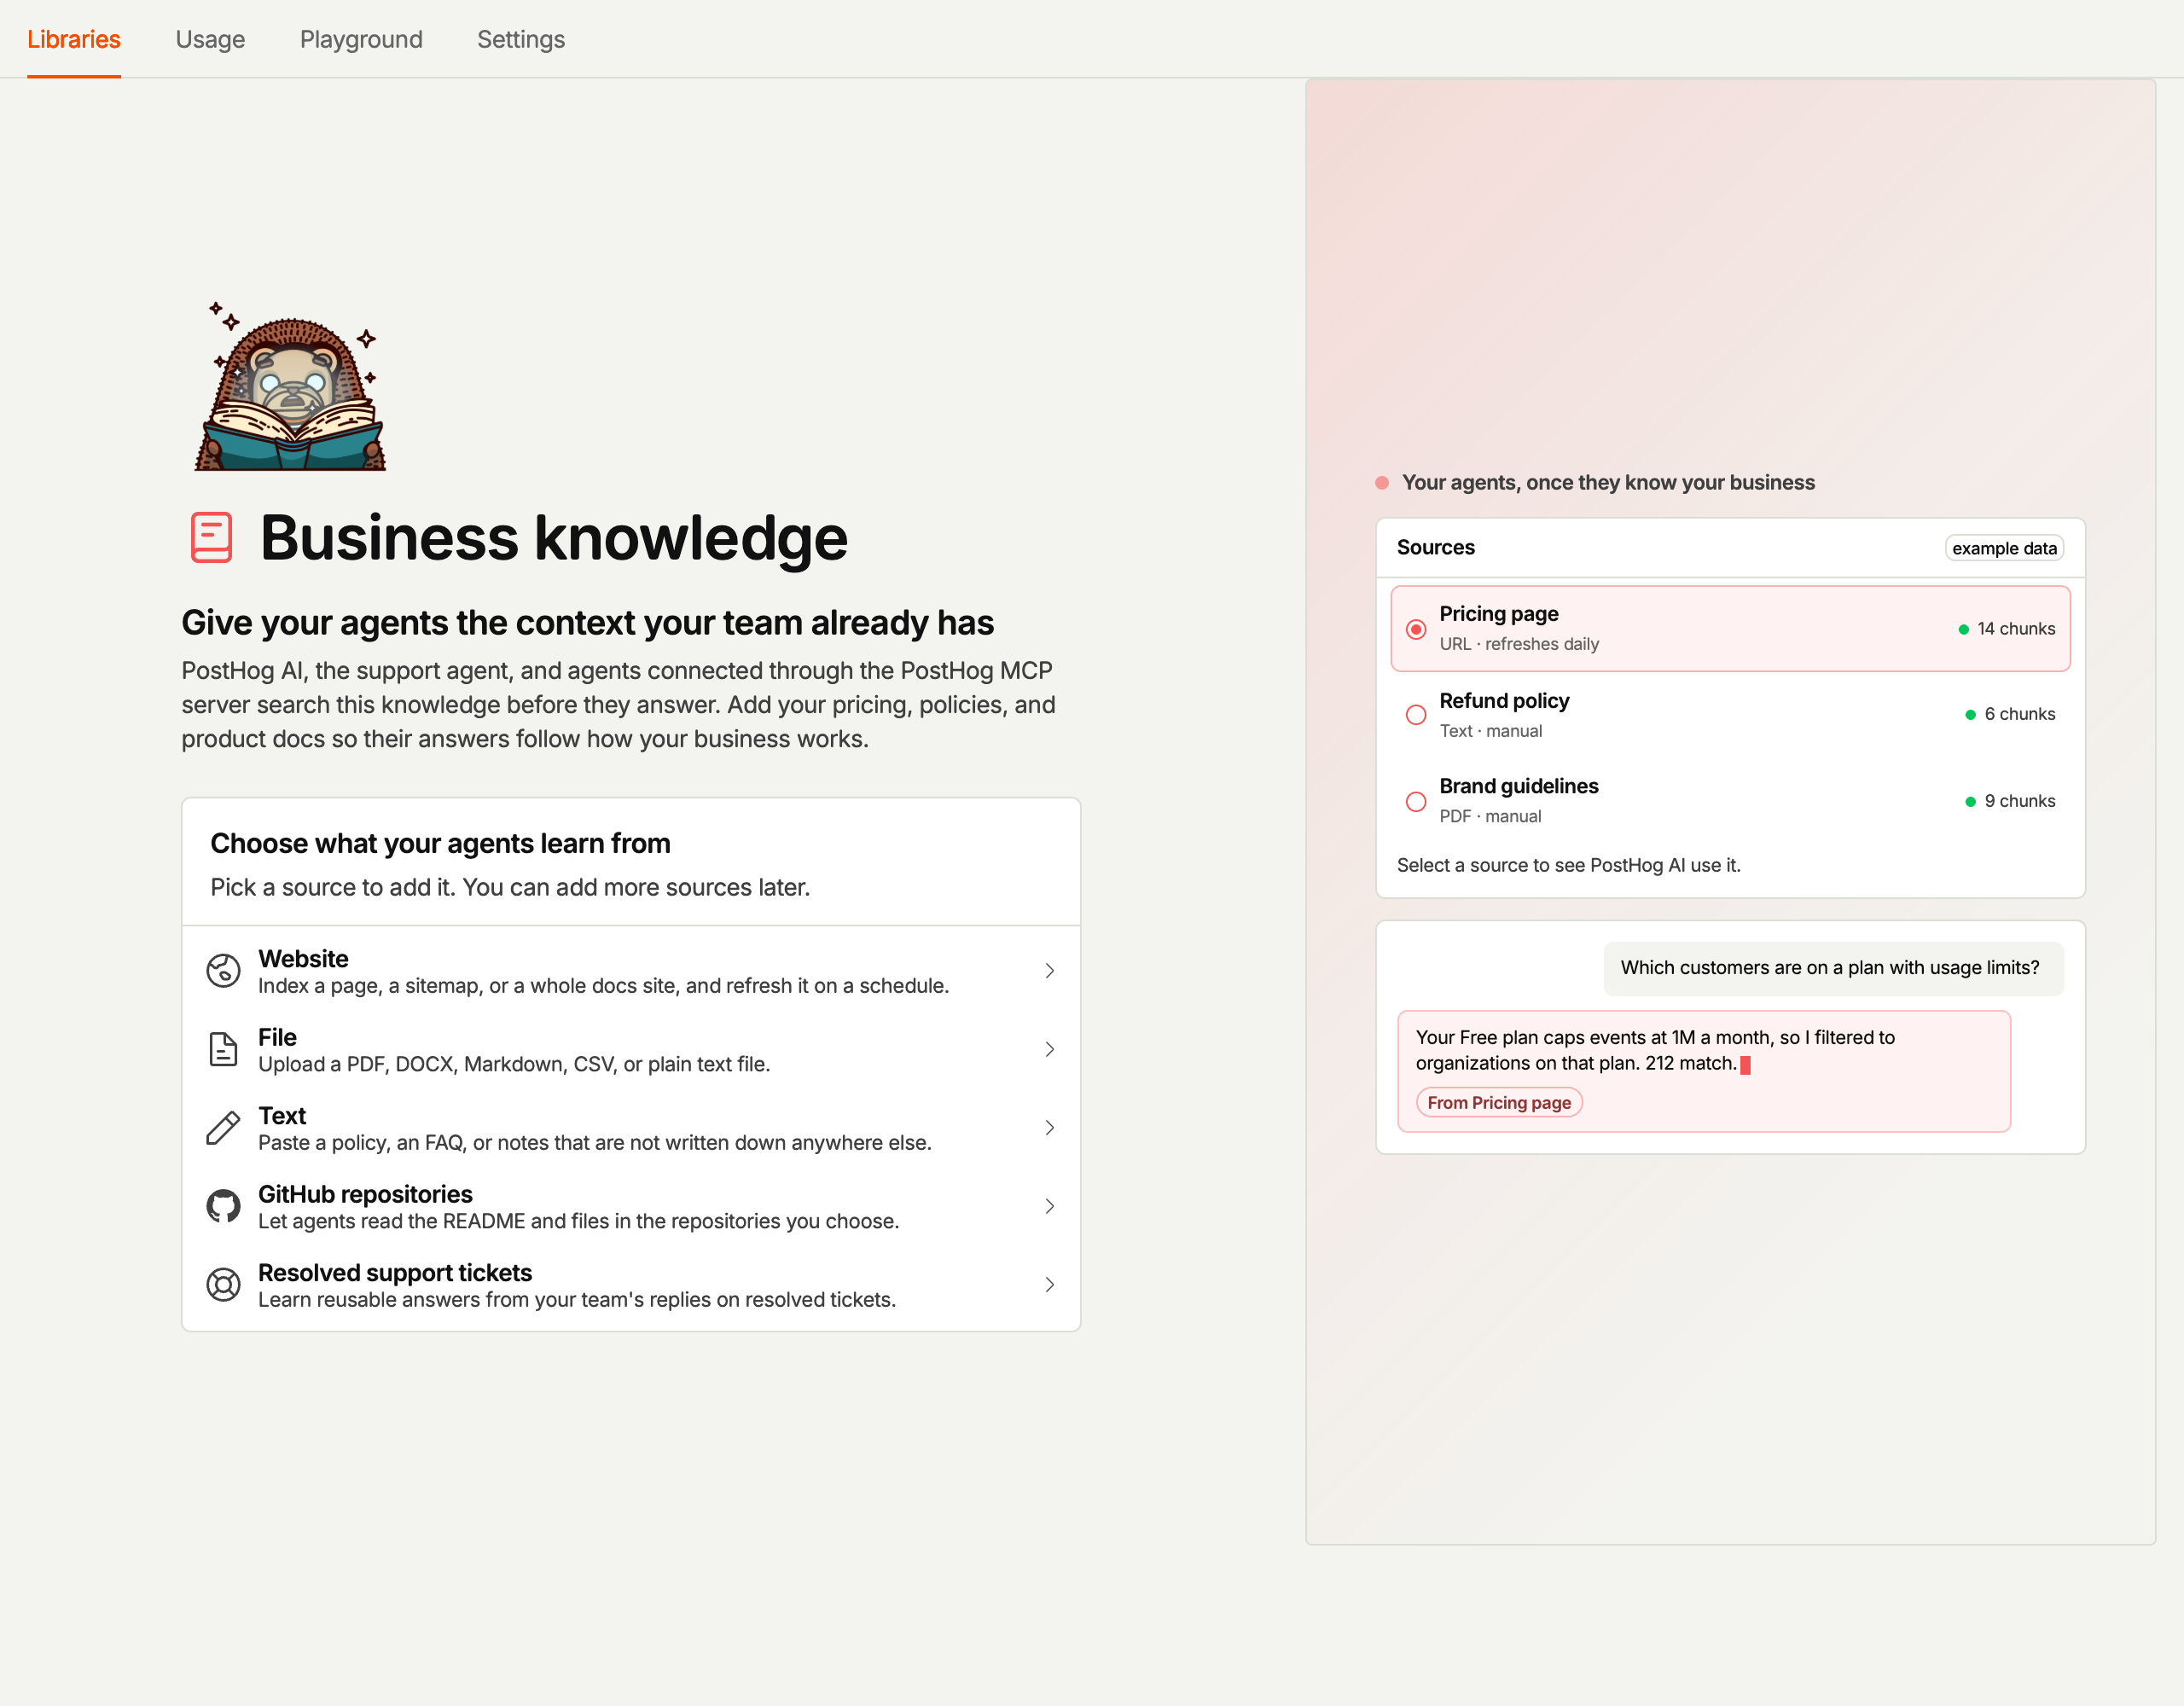 Libraries
Usage
Playground
Settings
Business knowledge
Give your agents the context your team already has
PostHog AI, the support agent, and agents connected through the PostHog MCP
server search this knowledge before they answer. Add your pricing, policies, and
product docs so their answers follow how your business works.
Choose what your agents learn from
Pick a source to add it. You can add more sources later.
Website
Index a page, a sitemap, or a whole docs site, and refresh it on a schedule.
File
Upload a PDF, DOCX, Markdown, CSV, or plain text file.
Text
Paste a policy, an FAQ, or notes that are not written down anywhere else.
GitHub repositories
Let agents read the README and files in the repositories you choose.
Resolved support tickets
Learn reusable answers from your team's replies on resolved tickets.
Your agents, once they know your business
Sources
example data
Pricing page
URL · refreshes daily
14 chunks
Refund policy
Text · manual
6 chunks
Brand guidelines
PDF · manual
9 chunks
Select a source to see PostHog AI use it.
Which customers are on a plan with usage limits?
Your Free plan caps events at 1M a month, so I filtered to
organizations on that plan. 212 match.
From Pricing page